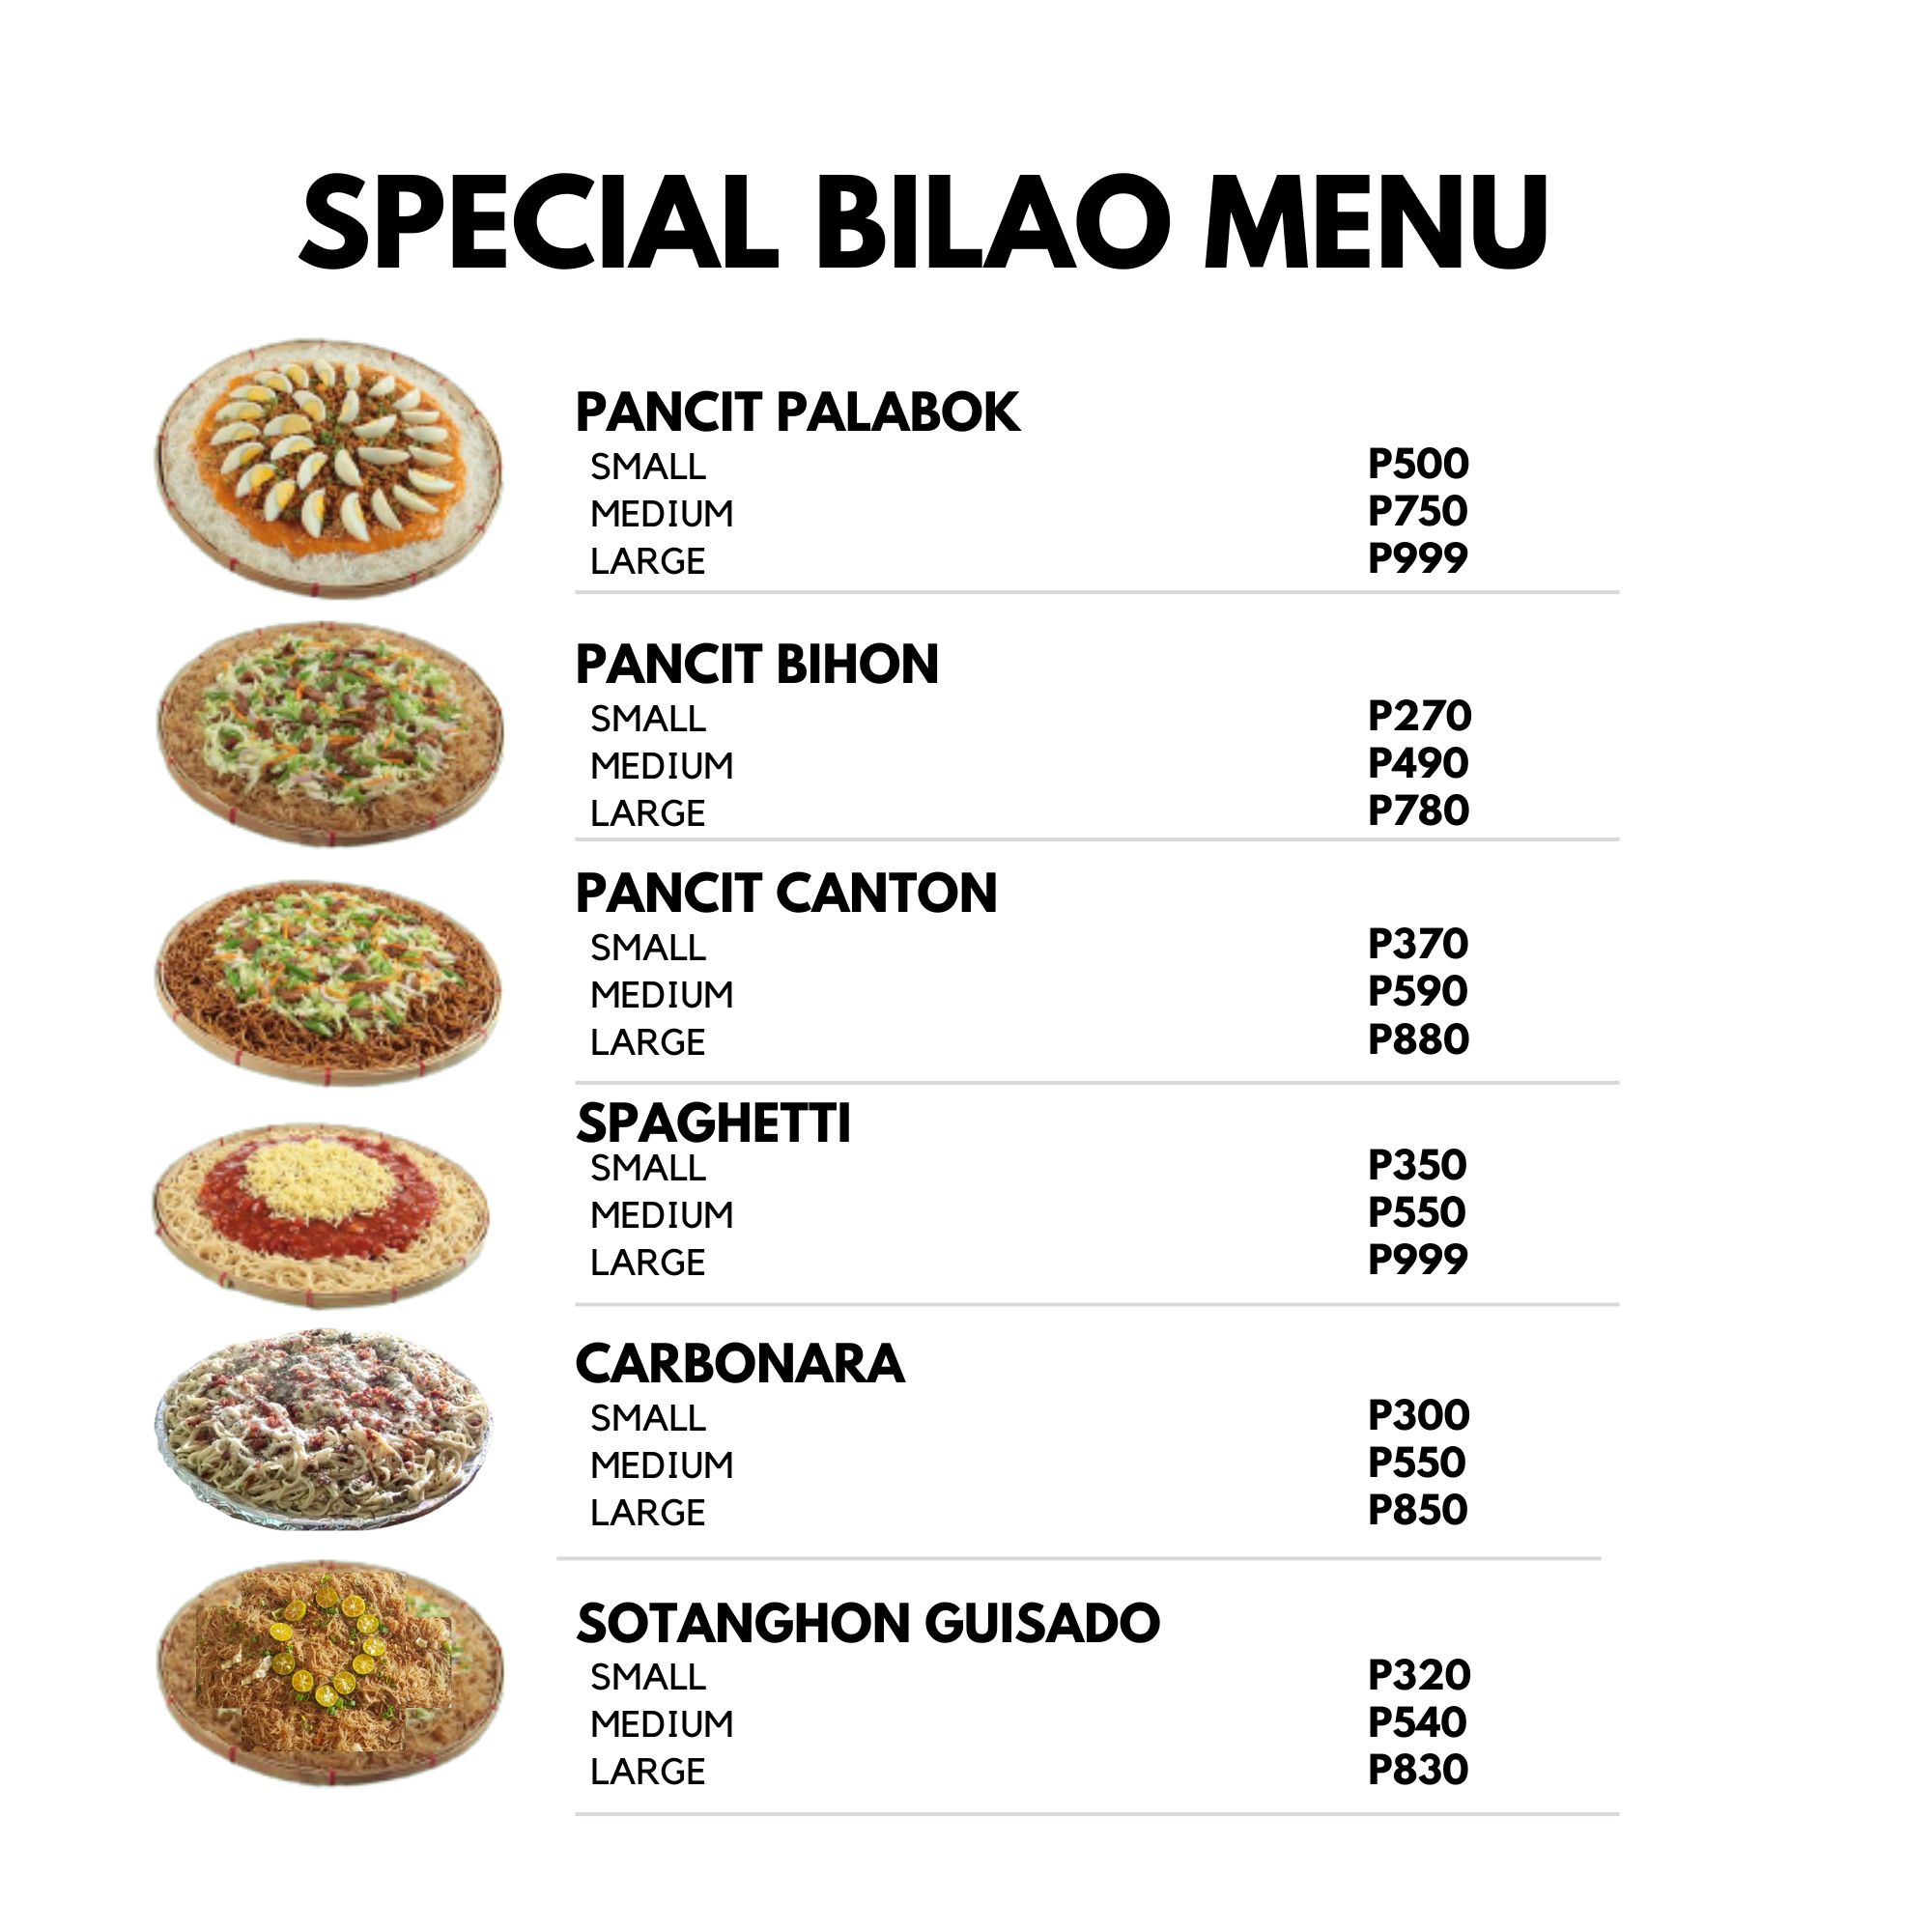 SPECIAL BILAO MENU
PANCIT PALABOK
SMALL P500
MEDIUM P750
LARGE P999
PANCIT BIHON
SMALL P270
MEDIUM P490
LARGE P780
PANCIT CANTON
SMALL P370
MEDIUM P590
LARGE P880
SPAGHETTI
SMALL P350
MEDIUM P550
LARGE P999
CARBONARA
SMALL P300
MEDIUM P550
LARGE P850
SOTANGHON GUISADO
SMALL P320
MEDIUM P540
LARGE P830